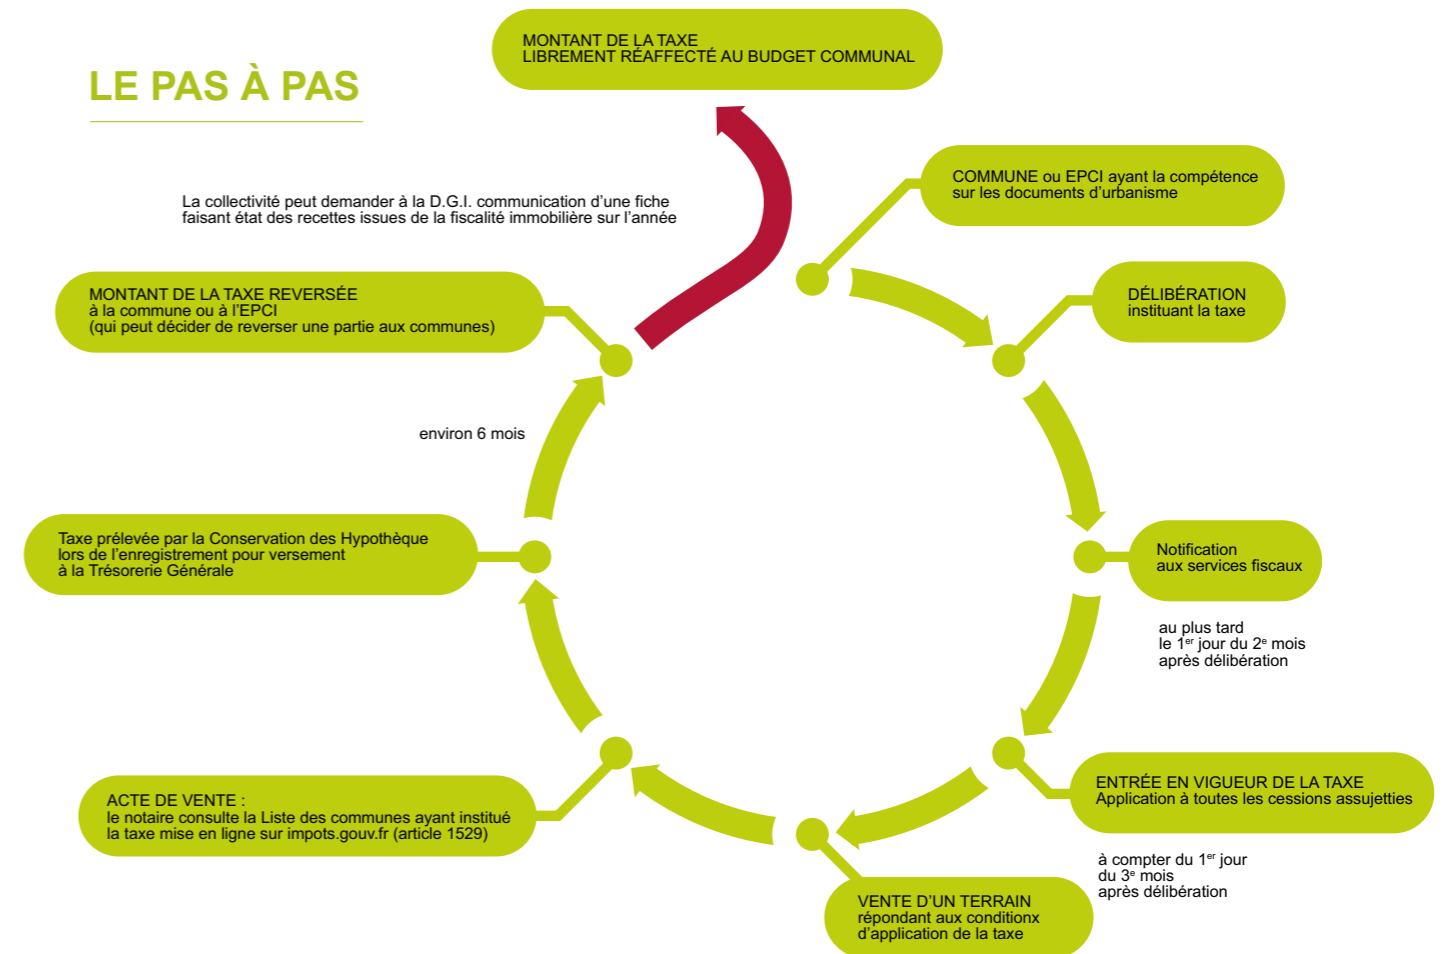 LE PAS À PAS
MONTANT DE LA TAXE
LIBREMENT RÉAFFECTÉ AU BUDGET COMMUNAL
COMMUNE ou EPCI ayant la compétence
sur les documents d’urbanisme
DÉLIBÉRATION
instituant la taxe
Notification
aux services fiscaux
au plus tard
le 1er jour du 2e mois
après délibération
ENTRÉE EN VIGUEUR DE LA TAXE
Application à toutes les cessions assujetties
à compter du 1er jour
du 3e mois
après délibération
VENTE D’UN TERRAIN
répondant aux conditionx
d’application de la taxe
ACTE DE VENTE :
le notaire consulte la Liste des communes ayant institué
la taxe mise en ligne sur impots.gouv.fr (article 1529)
Taxe prélevée par la Conservation des Hypothèque
lors de l’enregistrement pour versement
à la Trésorerie Générale
environ 6 mois
MONTANT DE LA TAXE REVERSÉE
à la commune ou à l’EPCI
(qui peut décider de reverser une partie aux communes)
La collectivité peut demander à la D.G.I. communication d’une fiche
faisant état des recettes issues de la fiscalité immobilière sur l’année